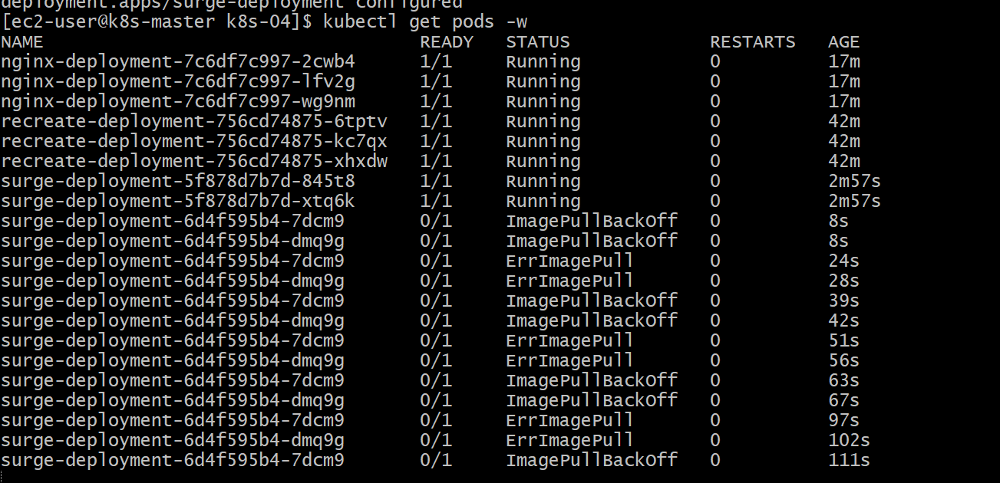 deployment.apps/surge-deployment configured
[ec2-user@k8s-master k8s-04]$ kubectl get pods -w
NAME READY STATUS RESTARTS AGE
nginx-deployment-7c6df7c997-2cwb4 1/1 Running 0 17m
nginx-deployment-7c6df7c997-lfv2g 1/1 Running 0 17m
nginx-deployment-7c6df7c997-wg9nm 1/1 Running 0 17m
recreate-deployment-756cd74875-6tptv 1/1 Running 0 42m
recreate-deployment-756cd74875-kc7qx 1/1 Running 0 42m
recreate-deployment-756cd74875-xhxdw 1/1 Running 0 42m
surge-deployment-5f878d7b7d-845t8 1/1 Running 0 2m57s
surge-deployment-5f878d7b7d-xtq6k 1/1 Running 0 2m57s
surge-deployment-6d4f595b4-7dcm9 0/1 ImagePullBackOff 0 8s
surge-deployment-6d4f595b4-dmq9g 0/1 ImagePullBackOff 0 8s
surge-deployment-6d4f595b4-7dcm9 0/1 ErrImagePull 0 24s
surge-deployment-6d4f595b4-dmq9g 0/1 ErrImagePull 0 28s
surge-deployment-6d4f595b4-7dcm9 0/1 ImagePullBackOff 0 39s
surge-deployment-6d4f595b4-dmq9g 0/1 ImagePullBackOff 0 42s
surge-deployment-6d4f595b4-7dcm9 0/1 ErrImagePull 0 51s
surge-deployment-6d4f595b4-dmq9g 0/1 ErrImagePull 0 56s
surge-deployment-6d4f595b4-7dcm9 0/1 ImagePullBackOff 0 63s
surge-deployment-6d4f595b4-dmq9g 0/1 ImagePullBackOff 0 67s
surge-deployment-6d4f595b4-7dcm9 0/1 ErrImagePull 0 97s
surge-deployment-6d4f595b4-dmq9g 0/1 ErrImagePull 0 102s
surge-deployment-6d4f595b4-7dcm9 0/1 ImagePullBackOff 0 111s